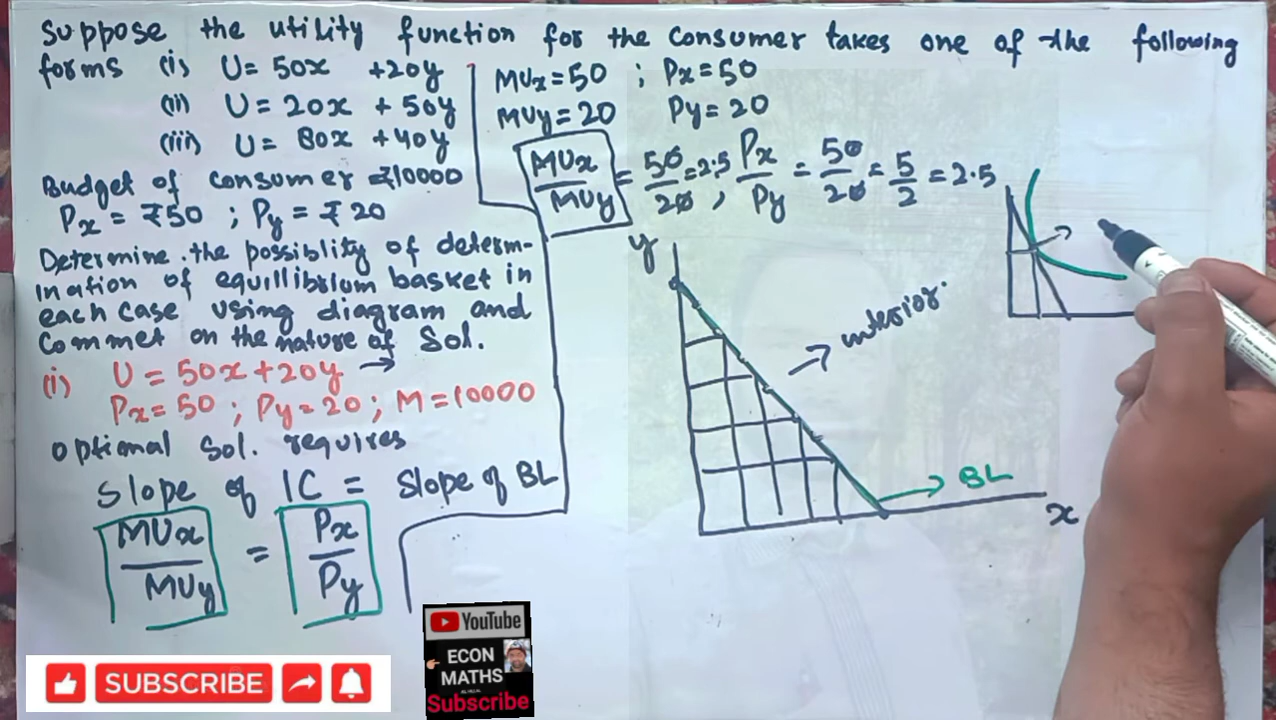 Suppose the utility function for the consumer takes one of the following
forms (i) U = 50x + 20y
(ii) U = 20x + 50y
(iii) U = 80x + 40y
Budget of consumer = ₹10000
Px = ₹50 ; Py = ₹20
Determine the possiblity of determ-
ination of equillibrium basket in
each case using diagram and
Commet on the nature of Sol.
(i) U = 50x + 20y →
Px = 50 ; Py = 20 ; M = 10000
Optimal Sol. requires
Slope of IC = Slope of BL
MUx/MUy = Px/Py
MUx = 50 ; Px = 50
MUy = 20 Py = 20
MUx/MUy = 50/20 = 2.5 , Px/Py = 50/20 = 5/2 = 2.5
y
interior.
BL
x
YouTube
ECON
MATHS
Subscribe
SUBSCRIBE